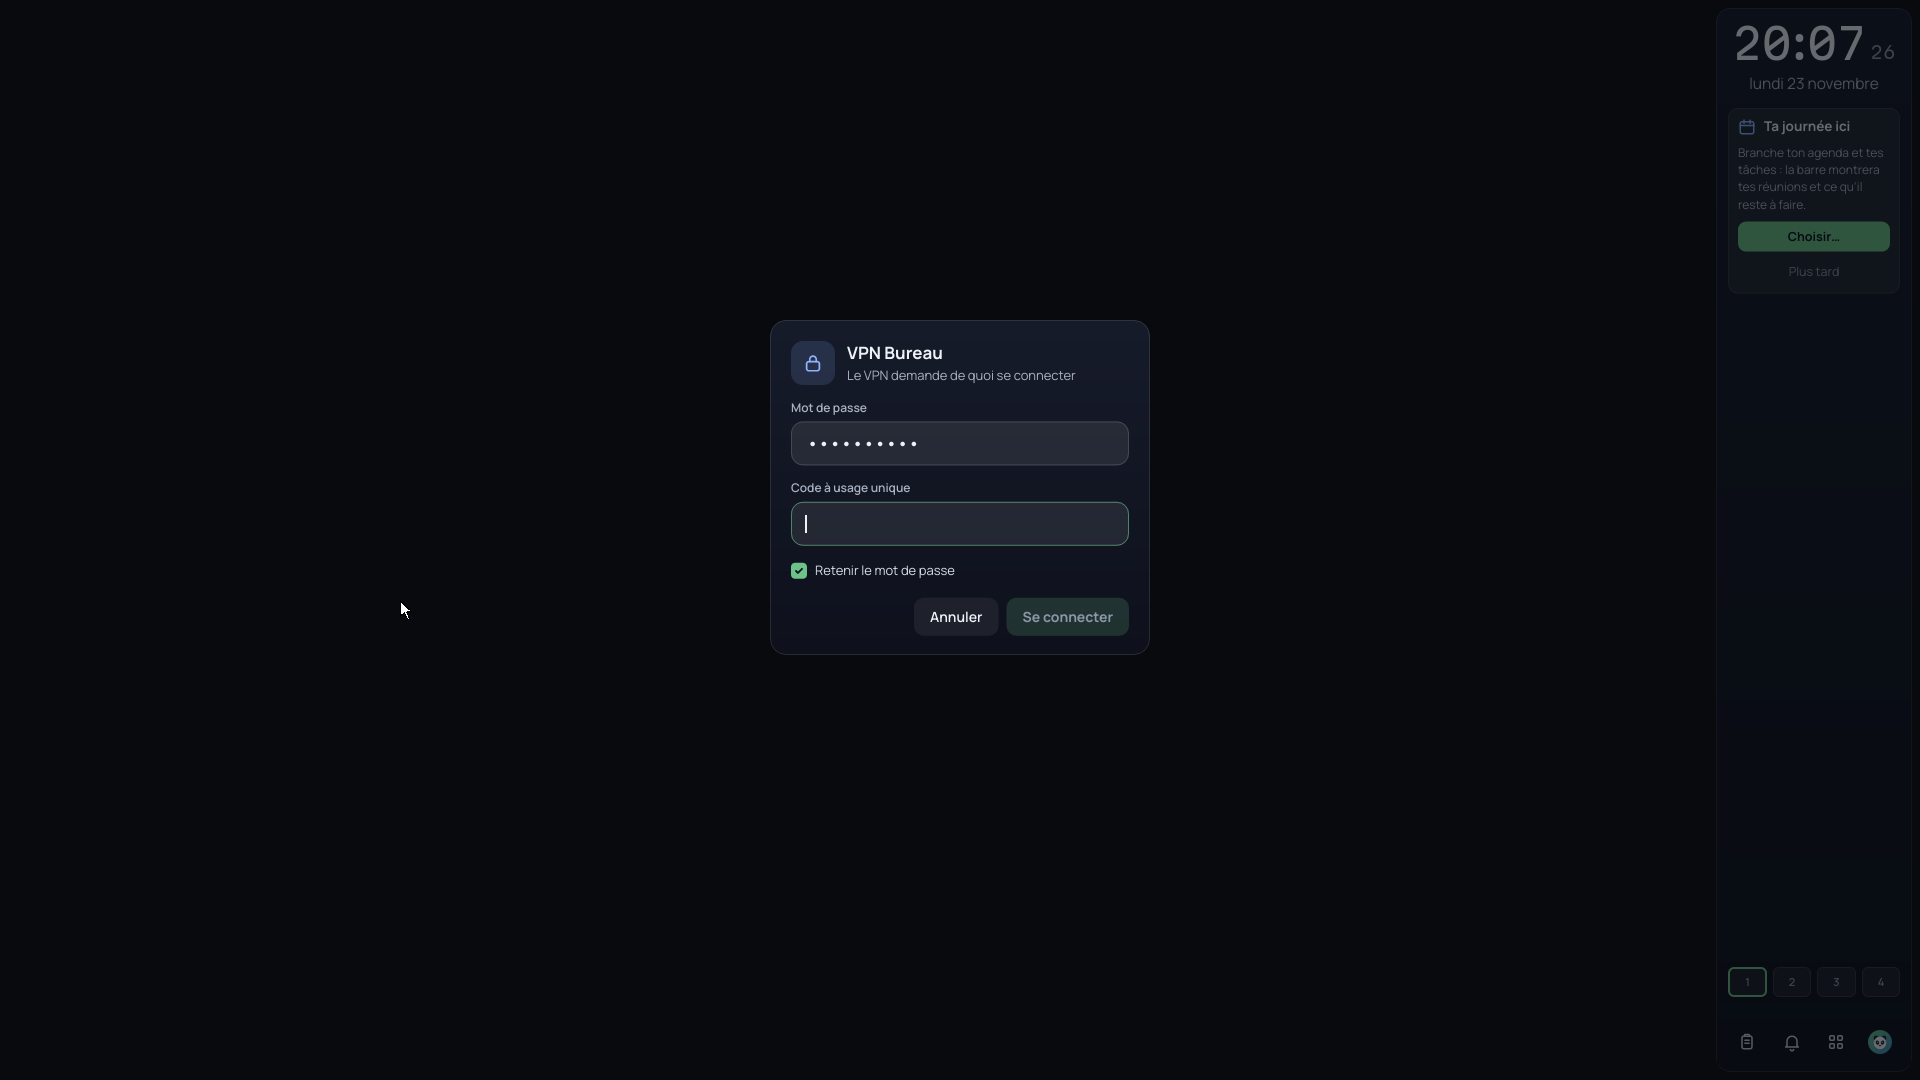 20:07 26
lundi 23 novembre
Ta journée ici
Branche ton agenda et tes
tâches : la barre montrera
tes réunions et ce qu'il
reste à faire.
Choisir…
Plus tard
VPN Bureau
Le VPN demande de quoi se connecter
Mot de passe
••••••••••
Code à usage unique
Retenir le mot de passe
Annuler
Se connecter
1 2 3 4